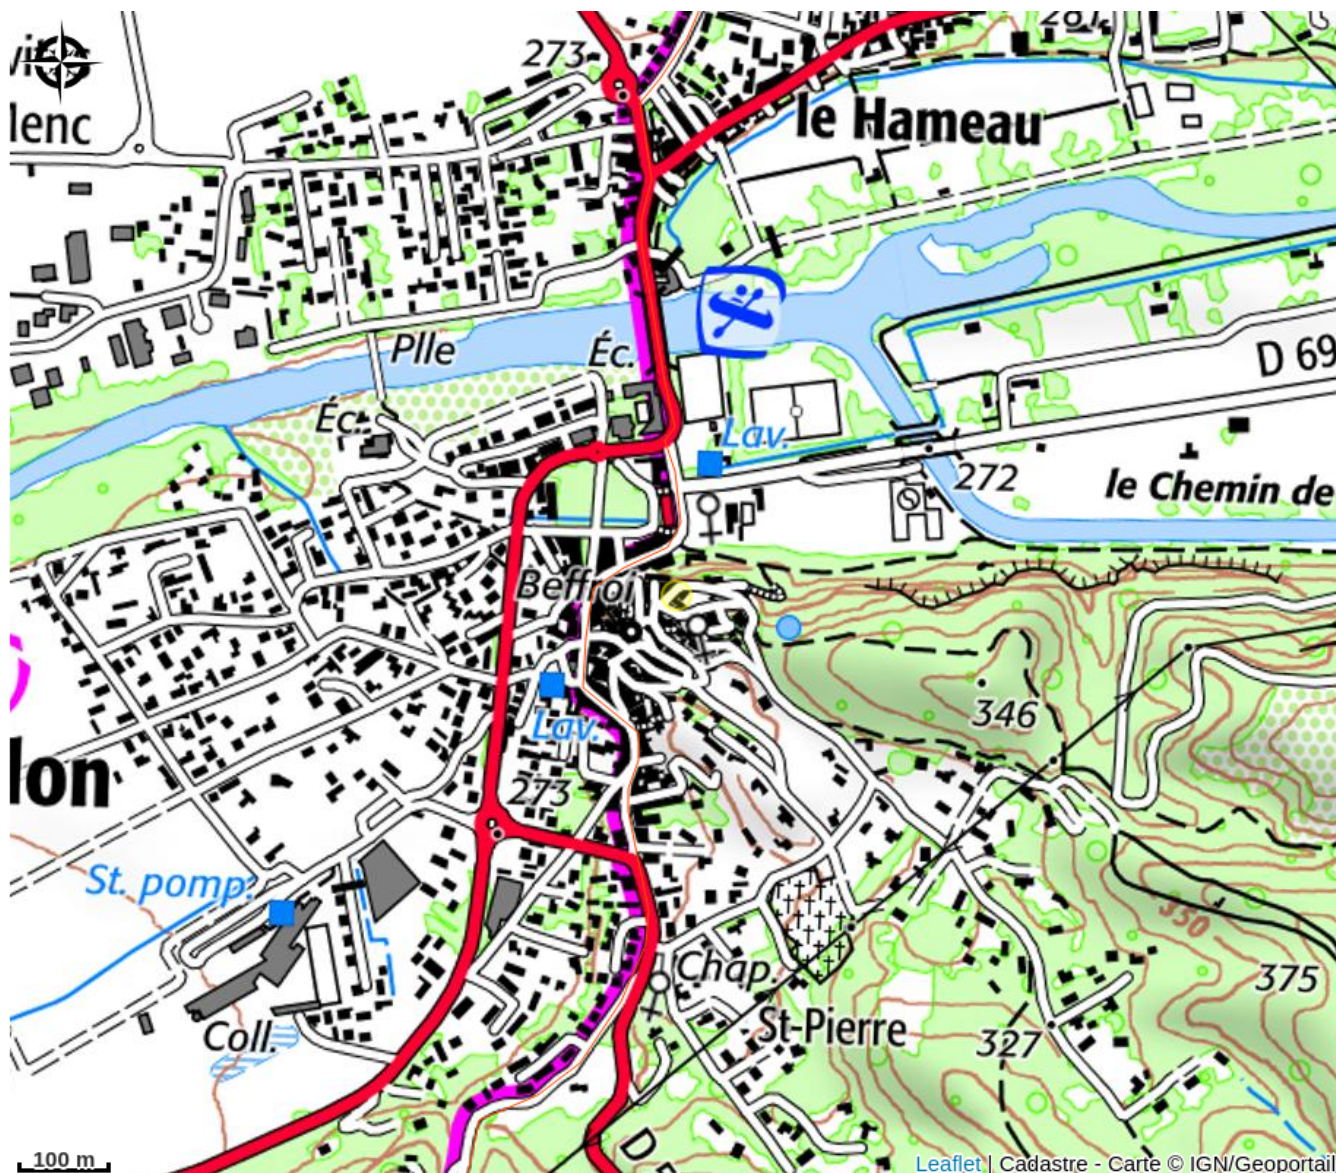 273
281
lenc
le Hameau
Plle
Éc.
D 69
Éc.
Lav.
272
le Chemin de
Beffroi
346
Lav.
lon
273
St. pomp.
350
Chap.
375
Coll.
St-Pierre
327
D
100 m
Leaflet | Cadastre - Carte © IGN/Geoportail